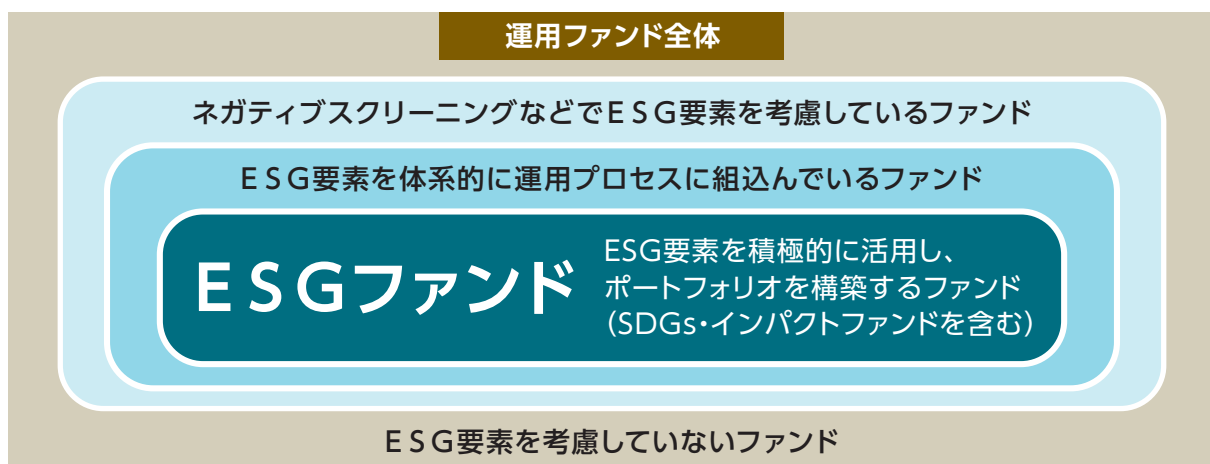 運用ファンド全体
ネガティブスクリーニングなどでESG要素を考慮しているファンド
ESG要素を体系的に運用プロセスに組込んでいるファンド
ESGファンド
ESG要素を積極的に活用し、
ポートフォリオを構築するファンド
(SDGs・インパクトファンドを含む)
ESG要素を考慮していないファンド